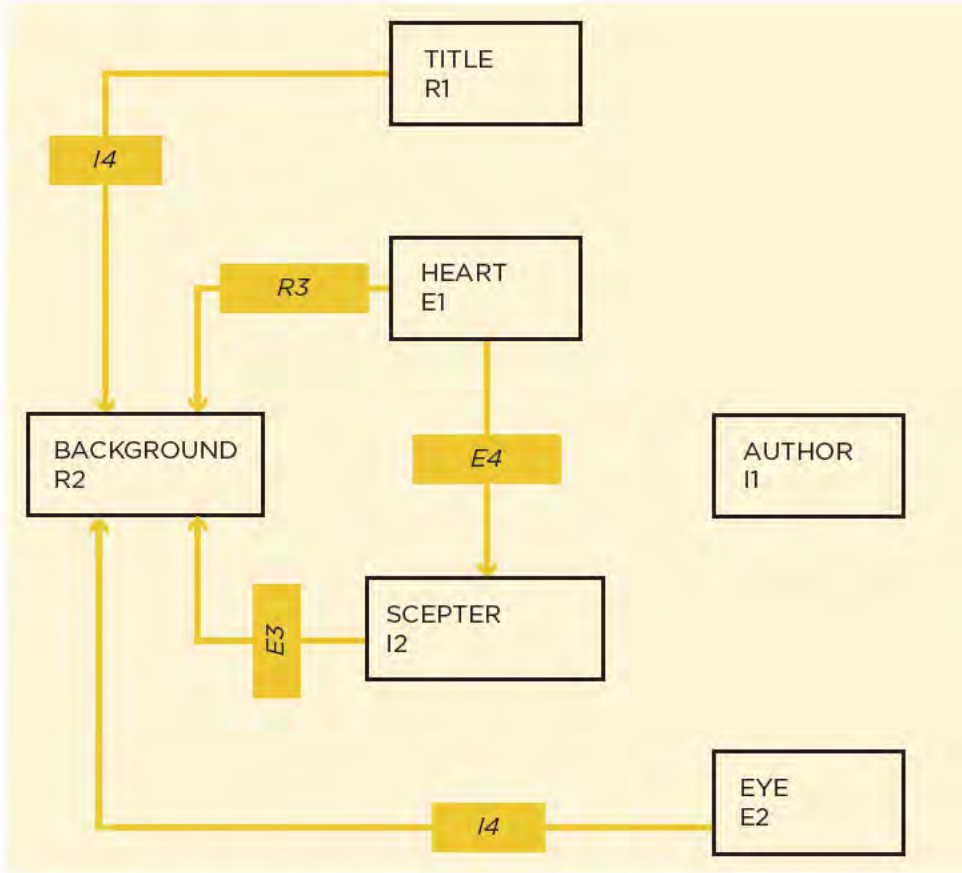 TITLE
R1
I4
HEART
E1
R3
BACKGROUND
R2
E4
AUTHOR
I1
SCEPTER
I2
E3
EYE
E2
I4